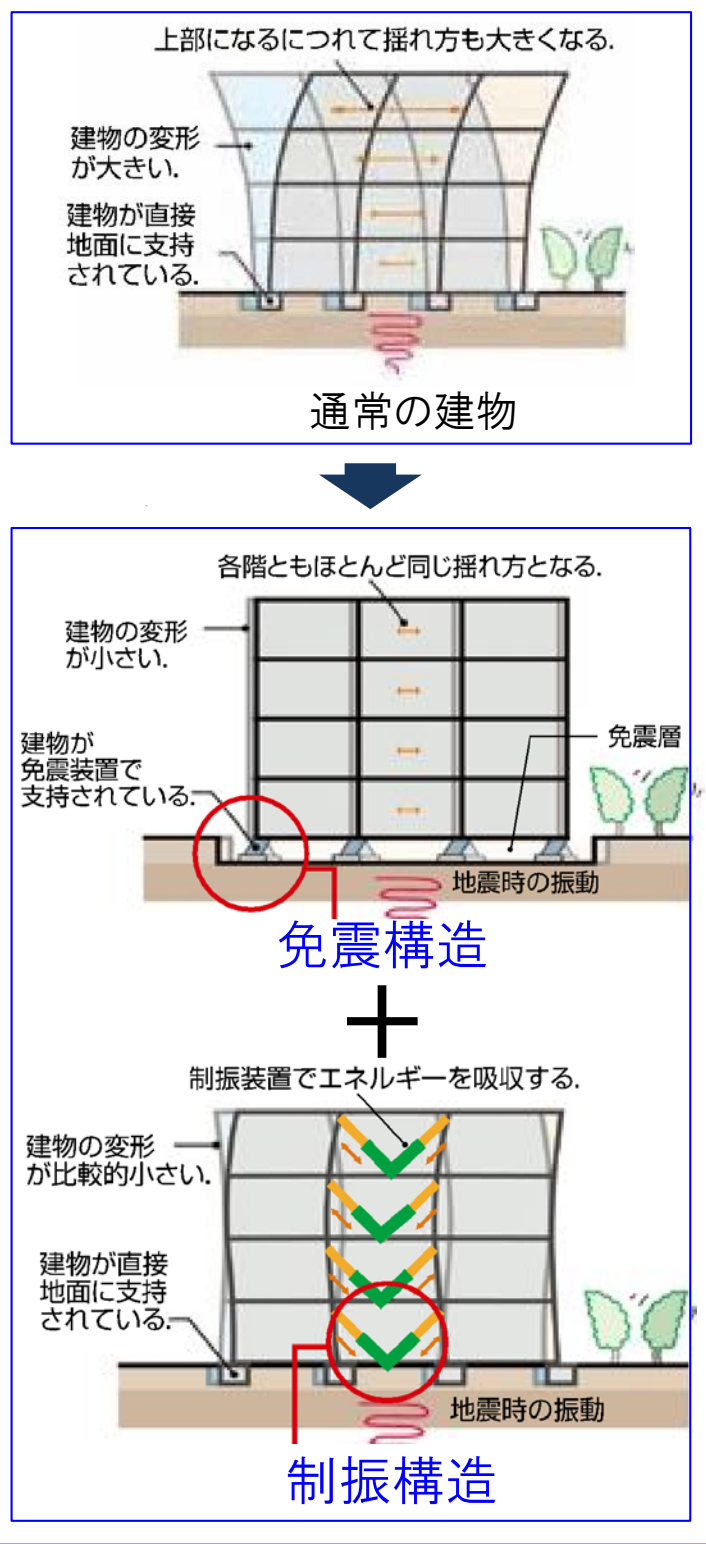 上部になるにつれて揺れ方も大きくなる.
建物の変形
が大きい.
建物が直接
地面に支持
されている.
通常の建物
各階ともほとんど同じ揺れ方となる.
建物の変形
が小さい.
建物が
免震装置で
支持されている.
免震層
地震時の振動
免震構造
+
制振装置でエネルギーを吸収する.
建物の変形
が比較的小さい.
建物が直接
地面に支持
されている.
地震時の振動
制振構造